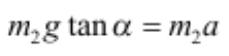 m₂g tan α = m₂a